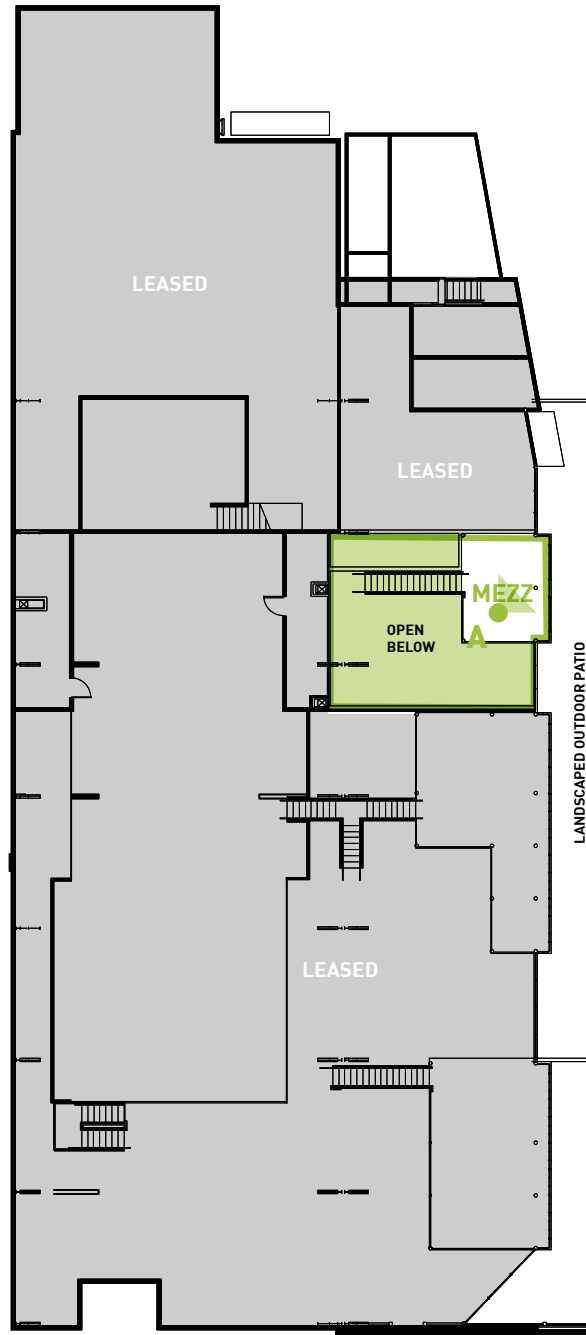 LEASED
LEASED
MEZZ
A
OPEN
BELOW
LANDSCAPED OUTDOOR PATIO
LEASED